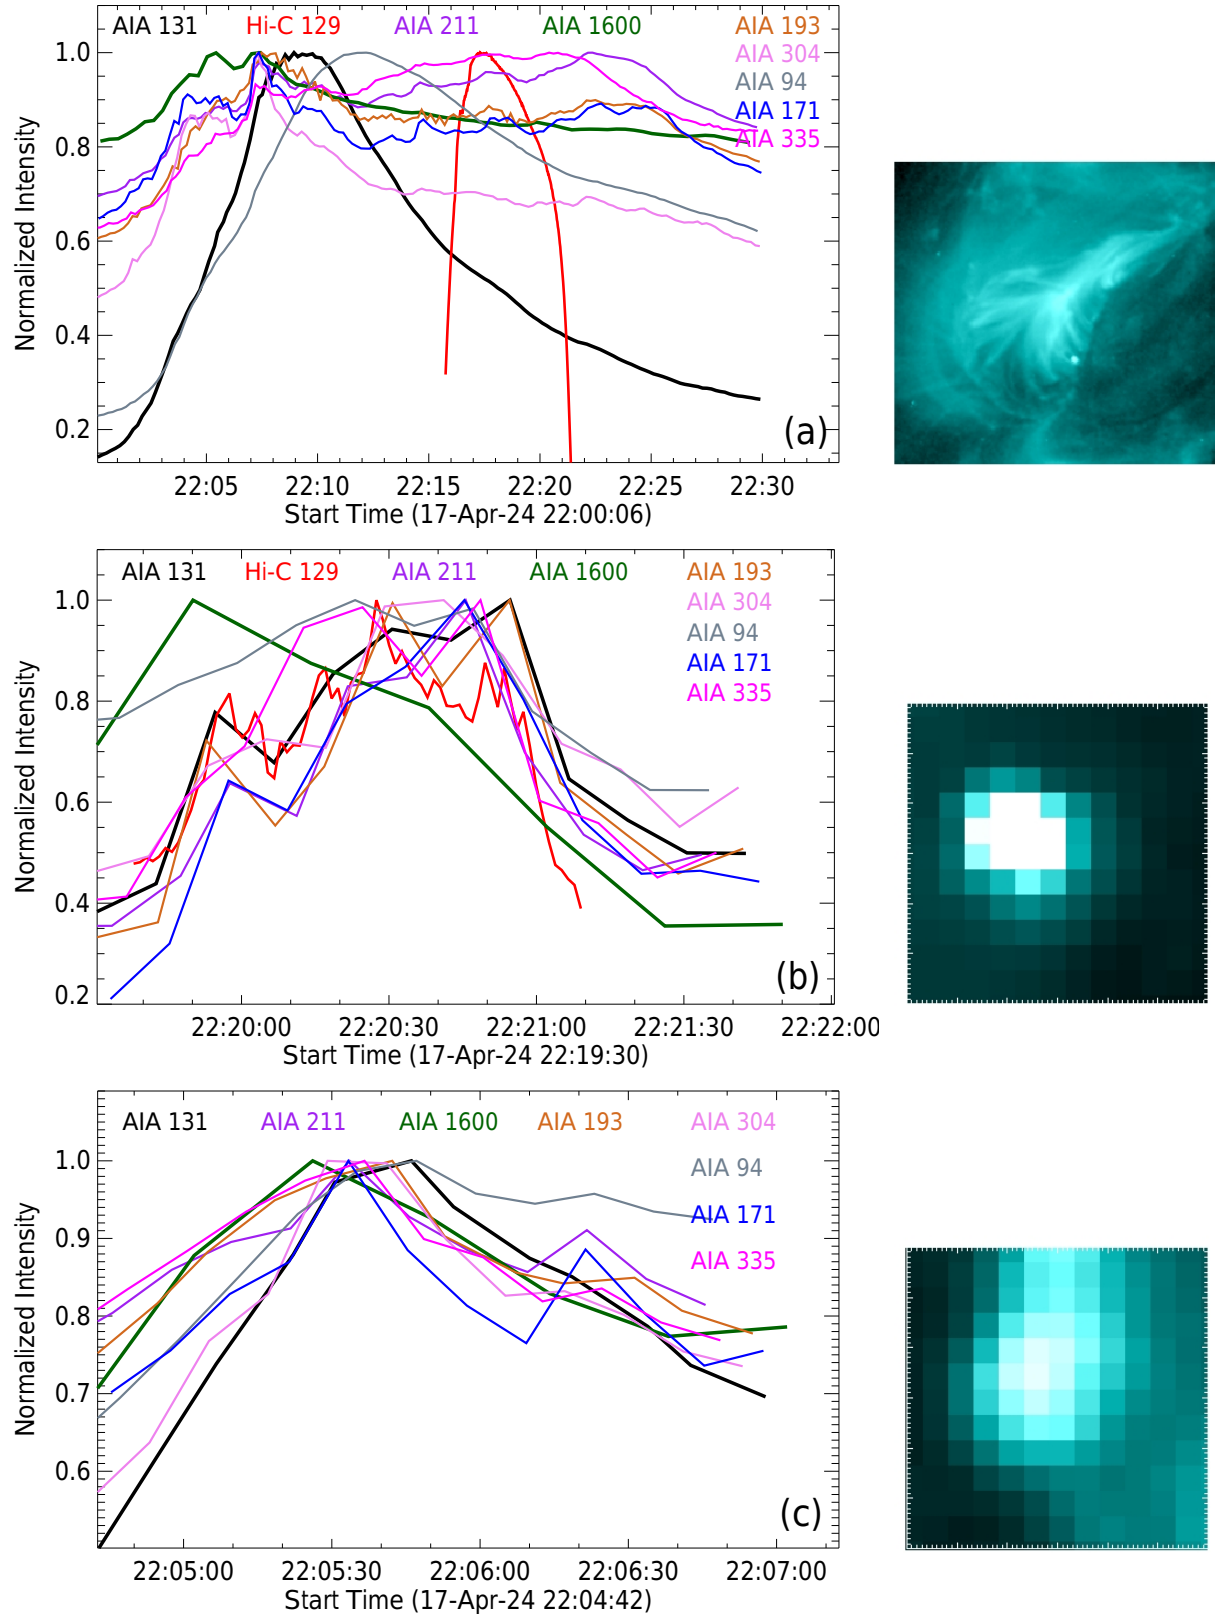 AIA 131 Hi-C 129 AIA 211 AIA 1600 AIA 193
AIA 304
AIA 94
AIA 171
AIA 335
1.0
0.8
0.6
0.4
0.2
Normalized Intensity
(a)
22:05 22:10 22:15 22:20 22:25 22:30
Start Time (17-Apr-24 22:00:06)
AIA 131 Hi-C 129 AIA 211 AIA 1600 AIA 193
AIA 304
AIA 94
AIA 171
AIA 335
1.0
0.8
0.6
0.4
0.2
Normalized Intensity
(b)
22:20:00 22:20:30 22:21:00 22:21:30 22:22:00
Start Time (17-Apr-24 22:19:30)
AIA 131 AIA 211 AIA 1600 AIA 193 AIA 304
AIA 94
AIA 171
AIA 335
1.0
0.9
0.8
0.7
0.6
Normalized Intensity
(c)
22:05:00 22:05:30 22:06:00 22:06:30 22:07:00
Start Time (17-Apr-24 22:04:42)